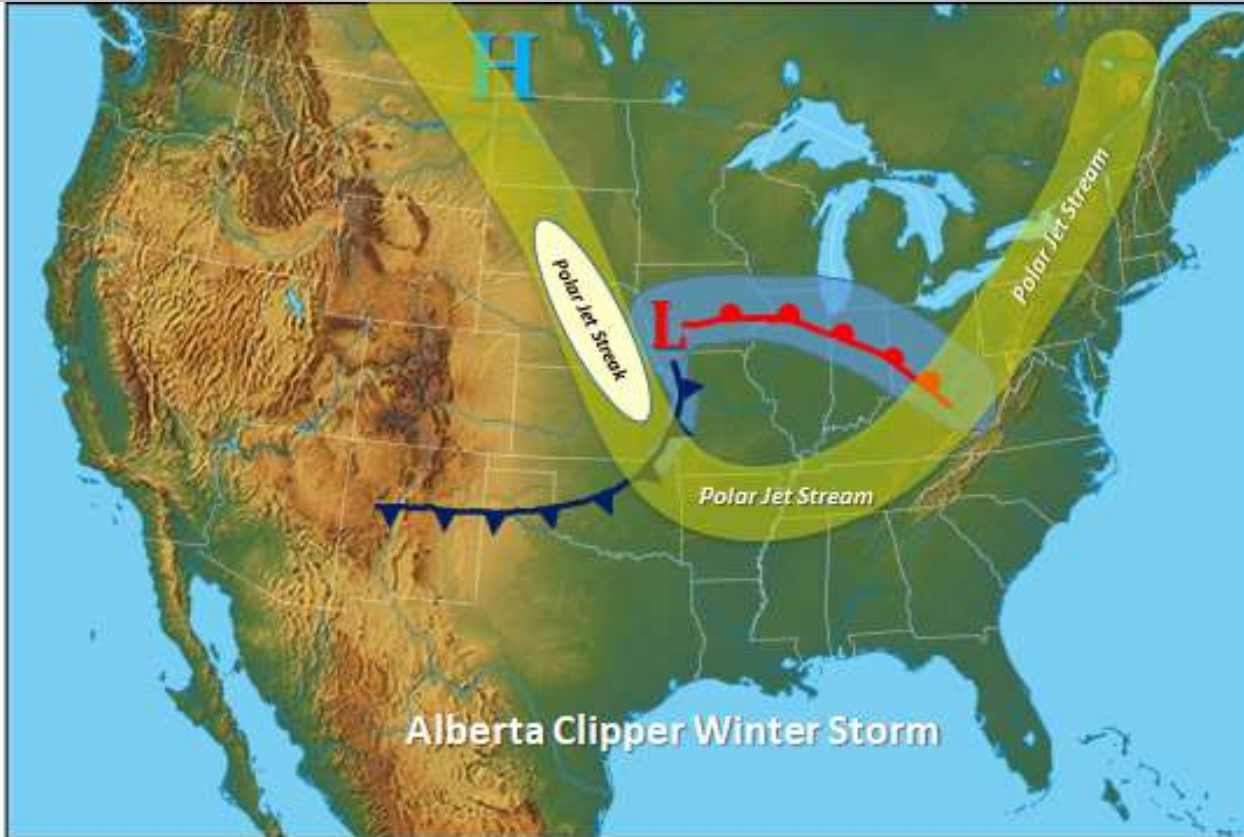 H
Polar Jet Stream
Polar Jet Streak
L
Polar Jet Stream
Alberta Clipper Winter Storm